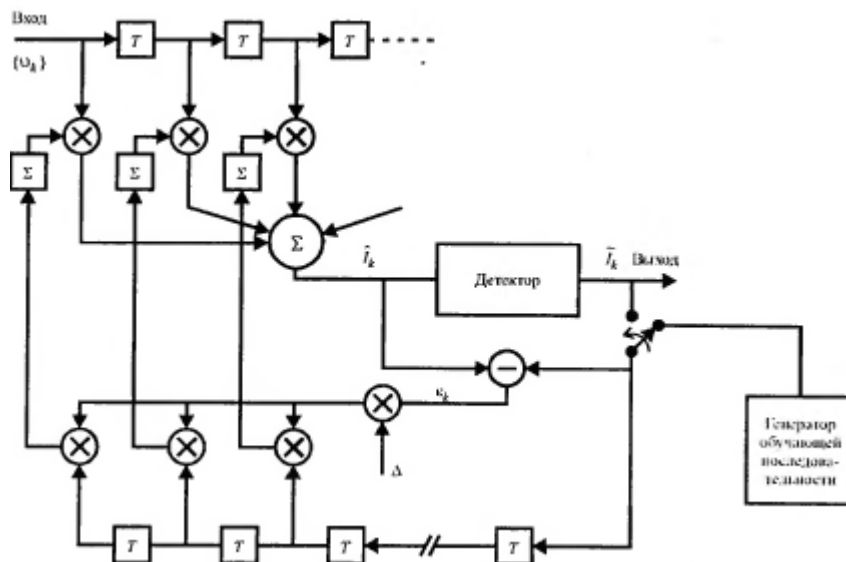 Вход
T
T
T
{υₖ}
Σ
Σ
Σ
Σ
Îₖ
Детектор
Ĩₖ
Выход
εₖ
Δ
Генератор
обучающей
последова-
тельности
T
T
T
T